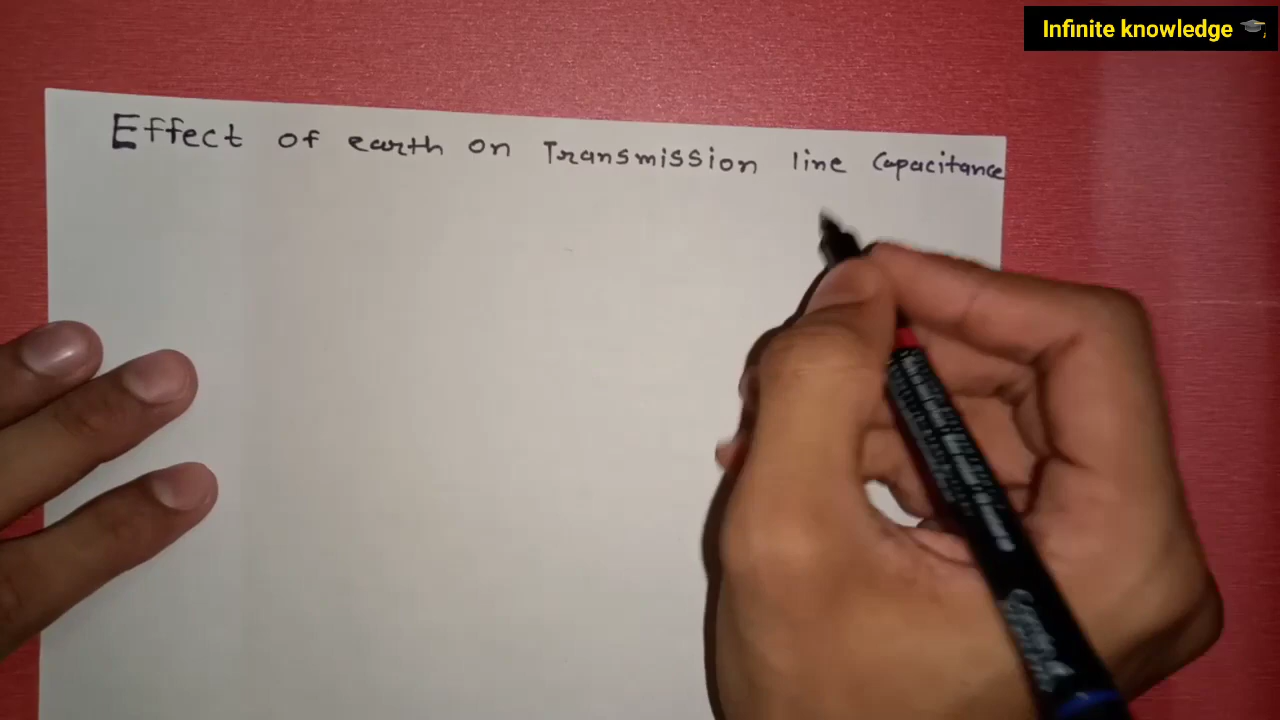 Infinite knowledge 🎓
Effect of earth on Transmission line Capacitance